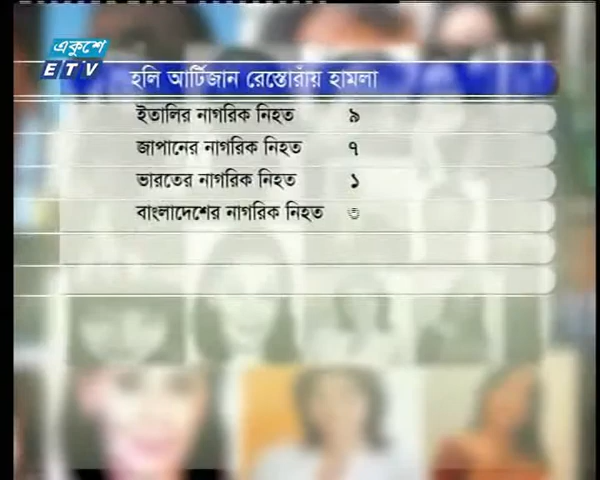 একুশে
ETV
হলি আর্টিজান রেস্তোরাঁয় হামলা
ইতালির নাগরিক নিহত ৯
জাপানের নাগরিক নিহত ৭
ভারতের নাগরিক নিহত ১
বাংলাদেশের নাগরিক নিহত ৩